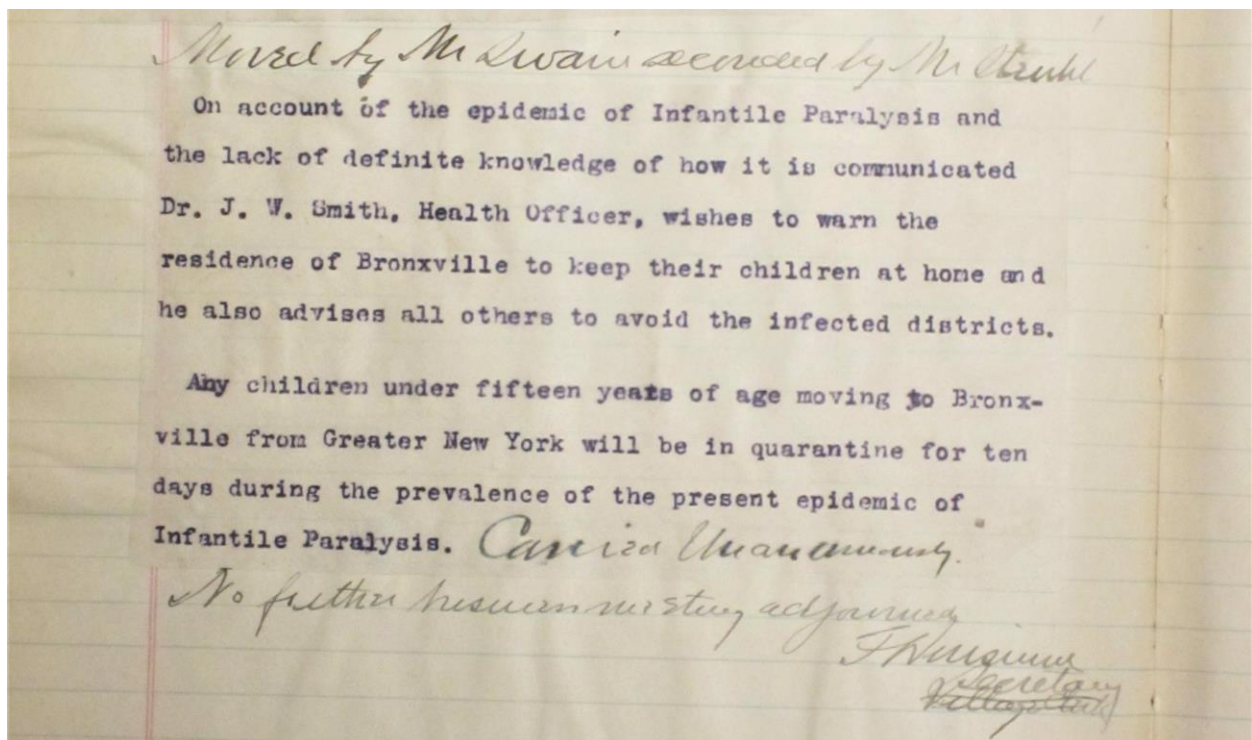 Moved by Mr Swain seconded by Mr
On account of the epidemic of Infantile Paralysis and
the lack of definite knowledge of how it is communicated
Dr. J. W. Smith, Health Officer, wishes to warn the
residence of Bronxville to keep their children at home and
he also advises all others to avoid the infected districts.
Any children under fifteen years of age moving to Bronx-
ville from Greater New York will be in quarantine for ten
days during the prevalence of the present epidemic of
Infantile Paralysis. Carried Unanamously.
No further business meeting adjourned
Secretary
Village Clerk